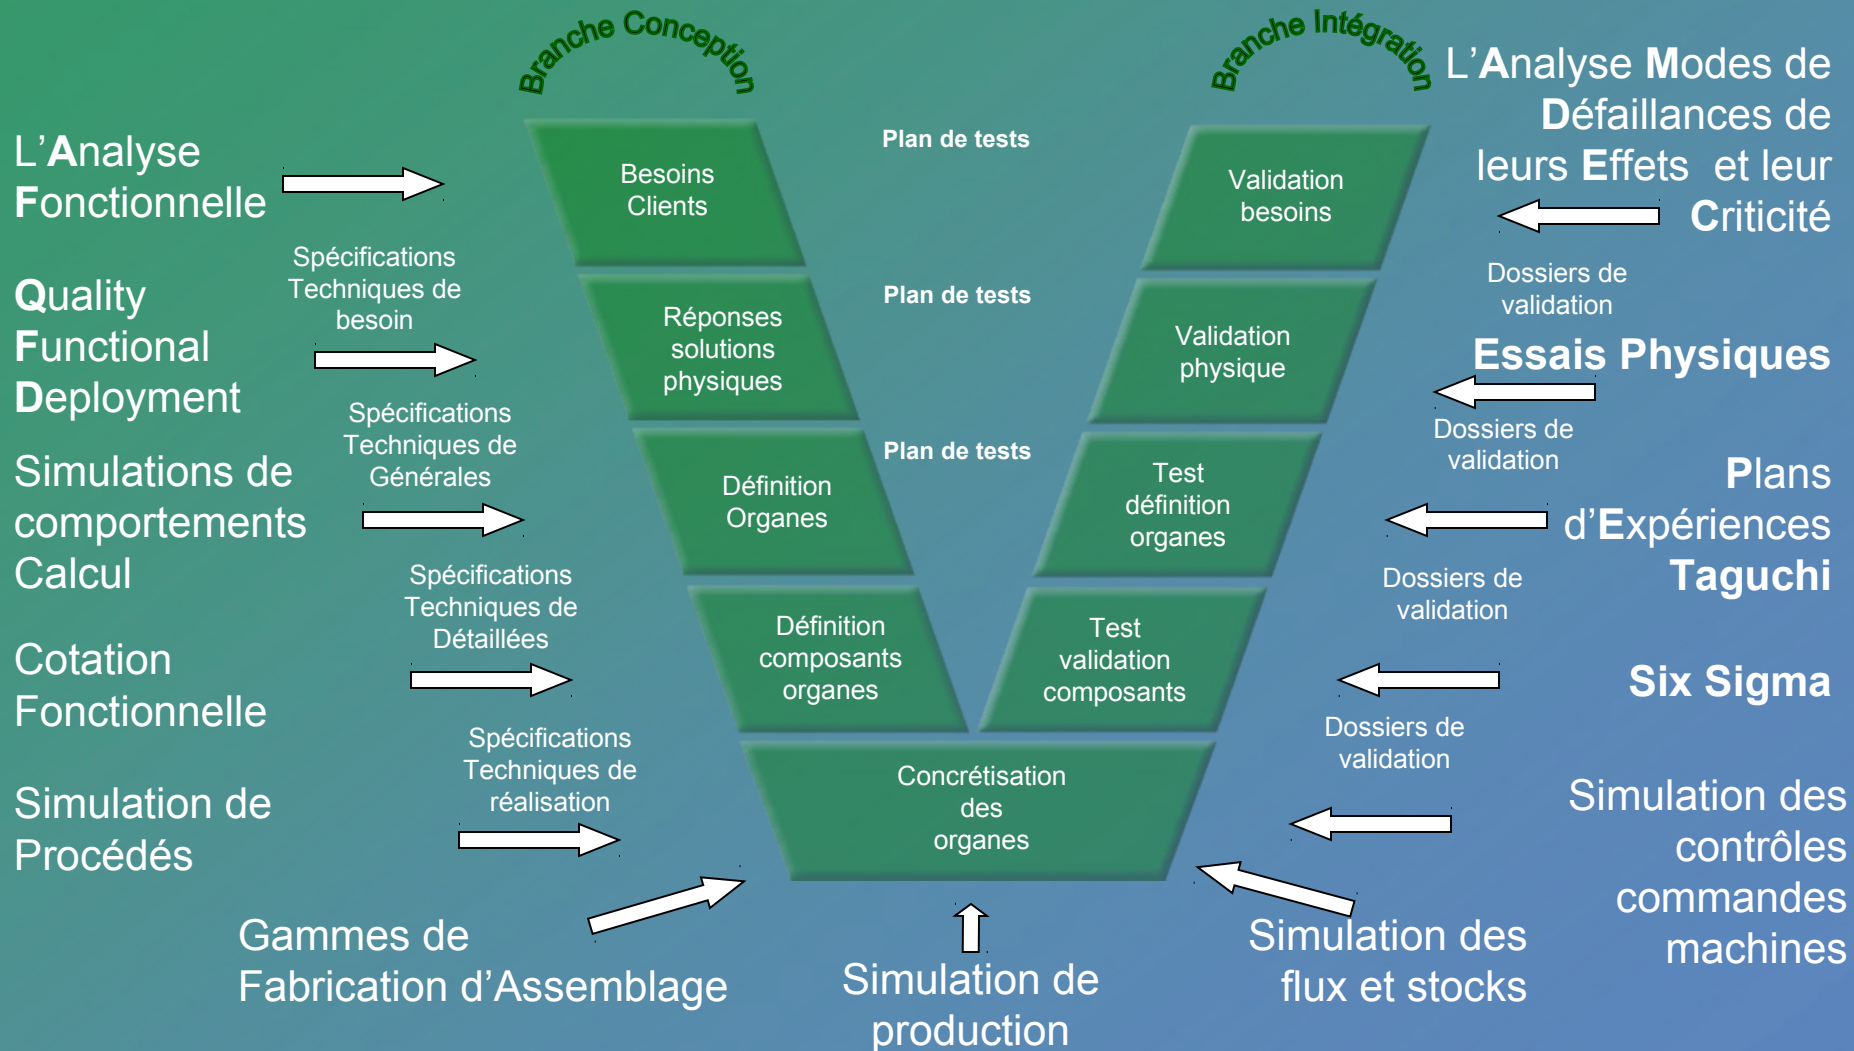 Branche Conception
Branche Intégration
L'Analyse
Fonctionnelle
Quality
Functional
Deployment
Simulations de
comportements
Calcul
Cotation
Fonctionnelle
Simulation de
Procédés
Spécifications
Techniques de
besoin
Spécifications
Techniques de
Générales
Spécifications
Techniques de
Détaillées
Spécifications
Techniques de
réalisation
Besoins
Clients
Réponses
solutions
physiques
Définition
Organes
Définition
composants
organes
Concrétisation
des
organes
Plan de tests
Plan de tests
Plan de tests
Validation
besoins
Validation
physique
Test
définition
organes
Test
validation
composants
Dossiers de
validation
Dossiers de
validation
Dossiers de
validation
Dossiers de
validation
L'Analyse Modes de
Défaillances de
leurs Effets et leur
Criticité
Essais Physiques
Plans
d'Expériences
Taguchi
Six Sigma
Simulation des
contrôles
commandes
machines
Gammes de
Fabrication d'Assemblage
Simulation de
production
Simulation des
flux et stocks